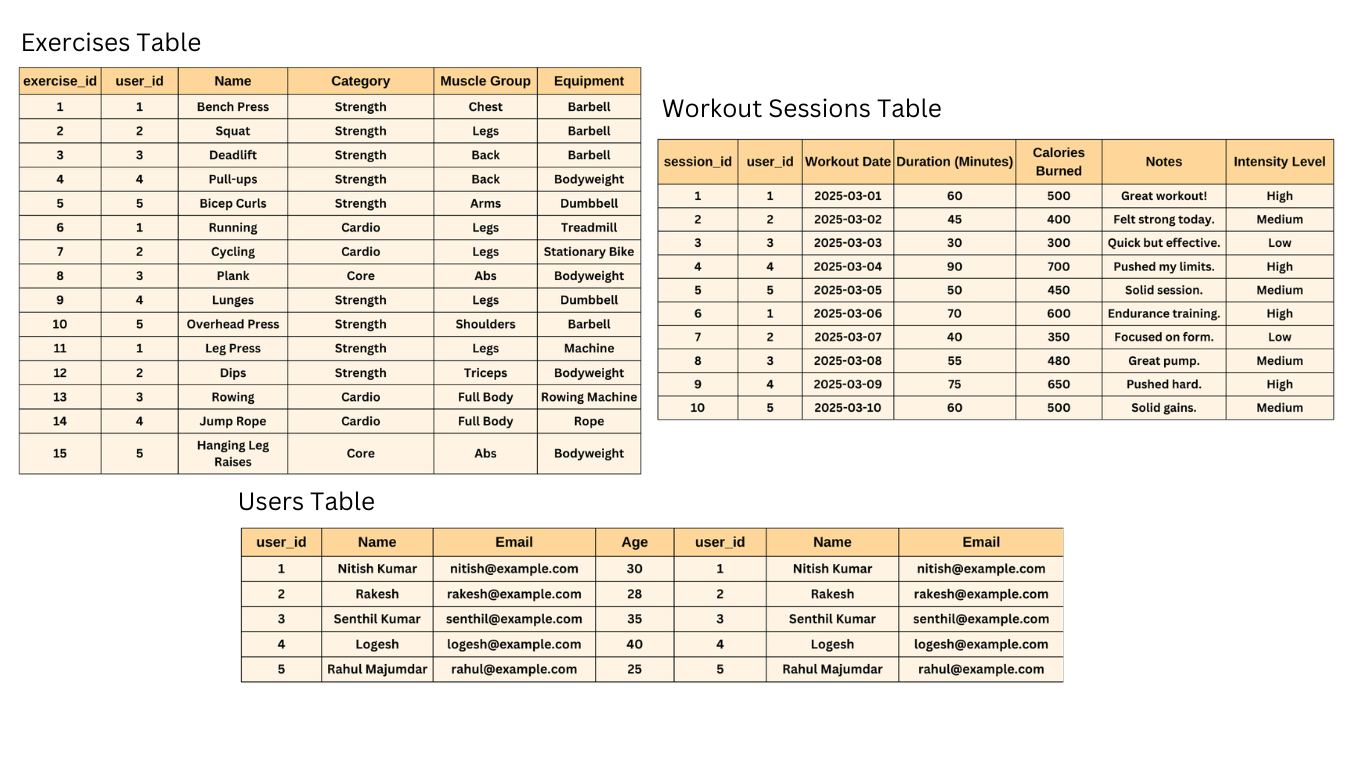 Exercises Table
exercise_id user_id Name Category Muscle Group Equipment
1 1 Bench Press Strength Chest Barbell
2 2 Squat Strength Legs Barbell
3 3 Deadlift Strength Back Barbell
4 4 Pull-ups Strength Back Bodyweight
5 5 Bicep Curls Strength Arms Dumbbell
6 1 Running Cardio Legs Treadmill
7 2 Cycling Cardio Legs Stationary Bike
8 3 Plank Core Abs Bodyweight
9 4 Lunges Strength Legs Dumbbell
10 5 Overhead Press Strength Shoulders Barbell
11 1 Leg Press Strength Legs Machine
12 2 Dips Strength Triceps Bodyweight
13 3 Rowing Cardio Full Body Rowing Machine
14 4 Jump Rope Cardio Full Body Rope
15 5 Hanging Leg Raises Core Abs Bodyweight
Workout Sessions Table
session_id user_id Workout Date Duration (Minutes) Calories Burned Notes Intensity Level
1 1 2025-03-01 60 500 Great workout! High
2 2 2025-03-02 45 400 Felt strong today. Medium
3 3 2025-03-03 30 300 Quick but effective. Low
4 4 2025-03-04 90 700 Pushed my limits. High
5 5 2025-03-05 50 450 Solid session. Medium
6 1 2025-03-06 70 600 Endurance training. High
7 2 2025-03-07 40 350 Focused on form. Low
8 3 2025-03-08 55 480 Great pump. Medium
9 4 2025-03-09 75 650 Pushed hard. High
10 5 2025-03-10 60 500 Solid gains. Medium
Users Table
user_id Name Email Age user_id Name Email
1 Nitish Kumar nitish@example.com 30 1 Nitish Kumar nitish@example.com
2 Rakesh rakesh@example.com 28 2 Rakesh rakesh@example.com
3 Senthil Kumar senthil@example.com 35 3 Senthil Kumar senthil@example.com
4 Logesh logesh@example.com 40 4 Logesh logesh@example.com
5 Rahul Majumdar rahul@example.com 25 5 Rahul Majumdar rahul@example.com